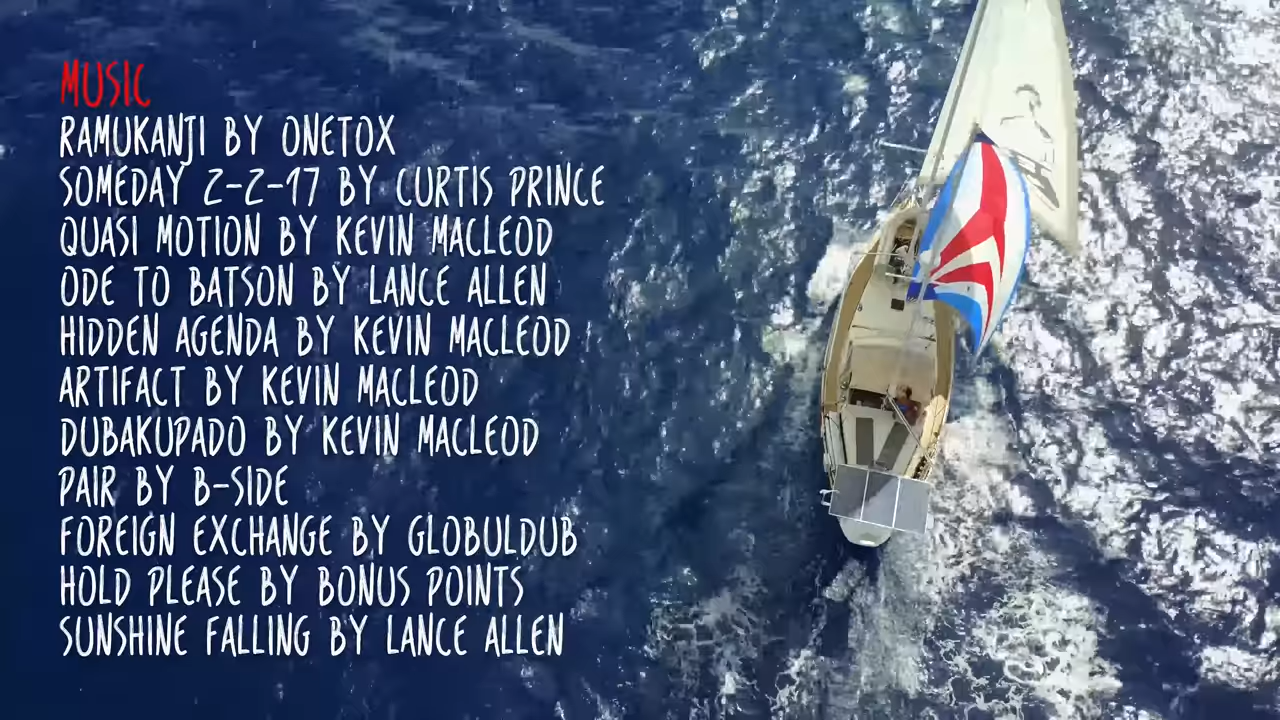 MUSIC
RAMUKANJI BY ONETOX
SOMEDAY 2-2-17 BY CURTIS PRINCE
QUASI MOTION BY KEVIN MACLEOD
ODE TO BATSON BY LANCE ALLEN
HIDDEN AGENDA BY KEVIN MACLEOD
ARTIFACT BY KEVIN MACLEOD
DUBAKUPADO BY KEVIN MACLEOD
PAIR BY B-SIDE
FOREIGN EXCHANGE BY GLOBULDUB
HOLD PLEASE BY BONUS POINTS
SUNSHINE FALLING BY LANCE ALLEN